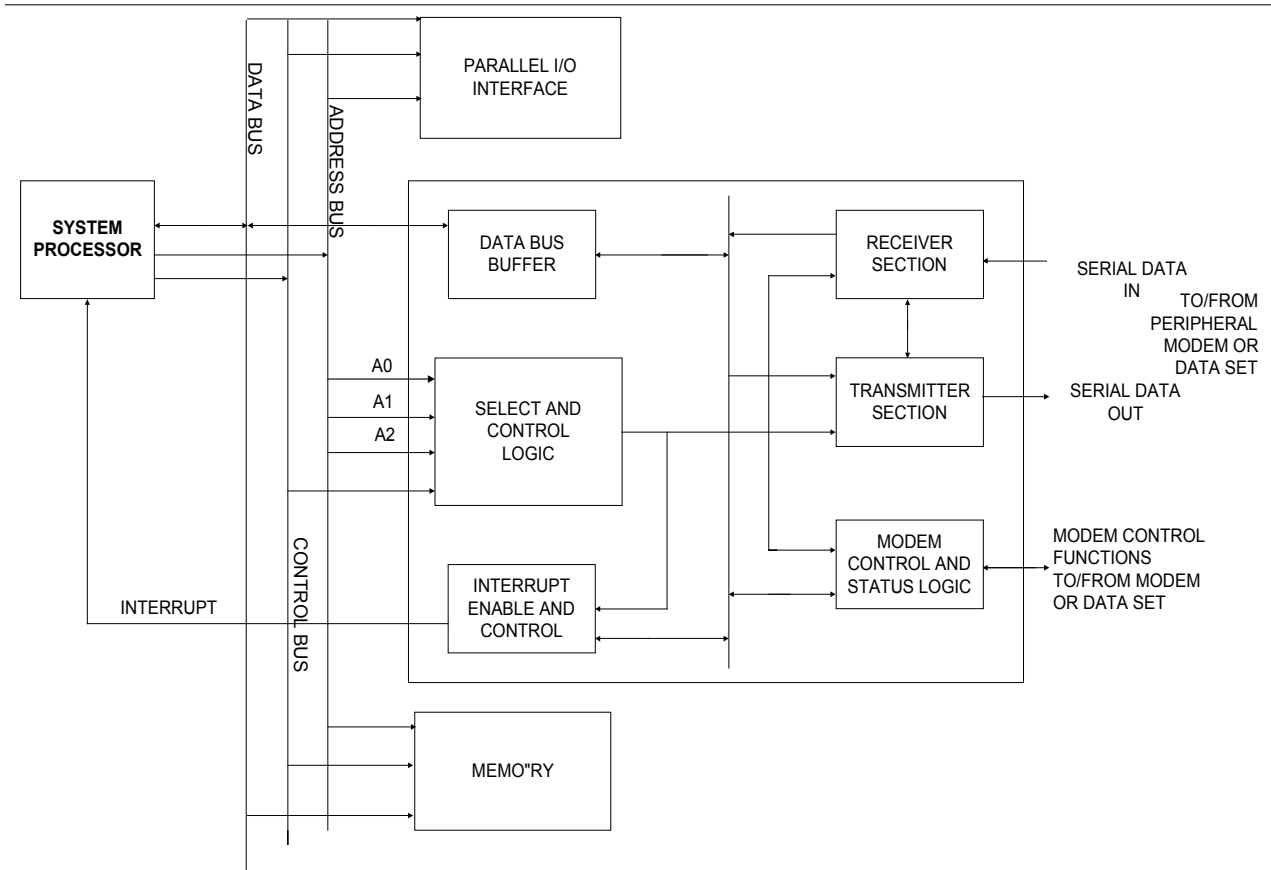 PARALLEL I/O
INTERFACE
DATA BUS
ADDRESS BUS
SYSTEM
PROCESSOR
DATA BUS
BUFFER
RECEIVER
SECTION
SERIAL DATA
IN
TO/FROM
PERIPHERAL
MODEM OR
DATA SET
A0
A1
A2
SELECT AND
CONTROL
LOGIC
TRANSMITTER
SECTION
SERIAL DATA
OUT
CONTROL BUS
INTERRUPT
INTERRUPT
ENABLE AND
CONTROL
MODEM
CONTROL AND
STATUS LOGIC
MODEM CONTROL
FUNCTIONS
TO/FROM MODEM
OR DATA SET
MEMO"RY